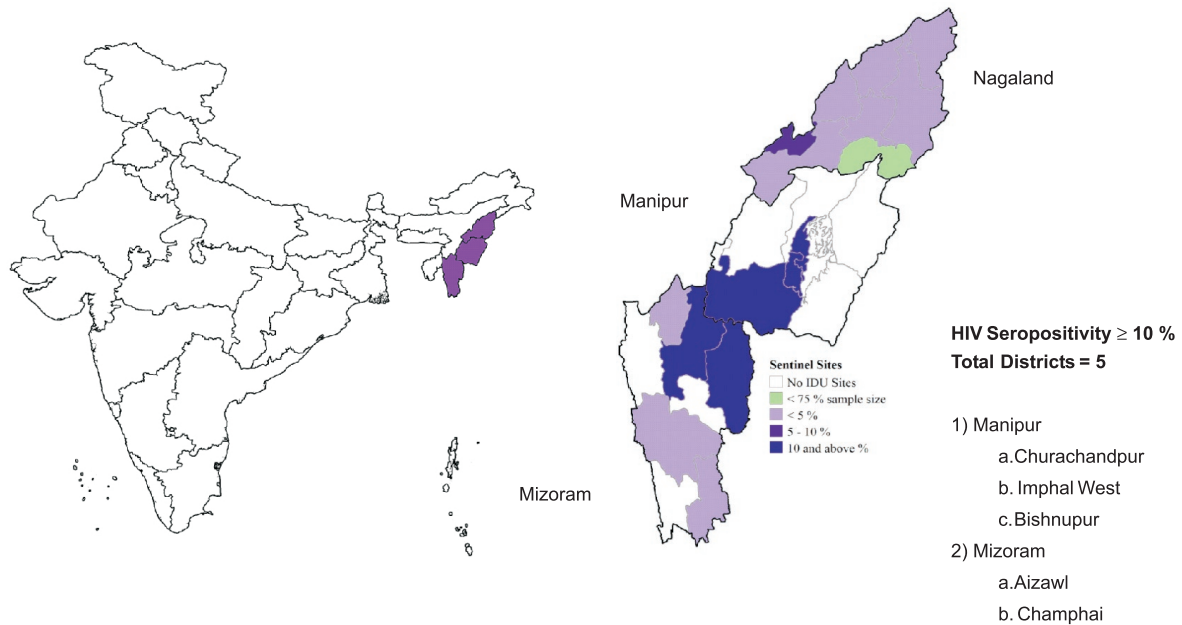 Nagaland
Manipur
Mizoram
Sentinel Sites
No IDU Sites
< 75 % sample size
< 5 %
5 - 10 %
10 and above %
HIV Seropositivity ≥ 10 %
Total Districts = 5
1) Manipur
a.Churachandpur
b. Imphal West
c.Bishnupur
2) Mizoram
a.Aizawl
b. Champhai